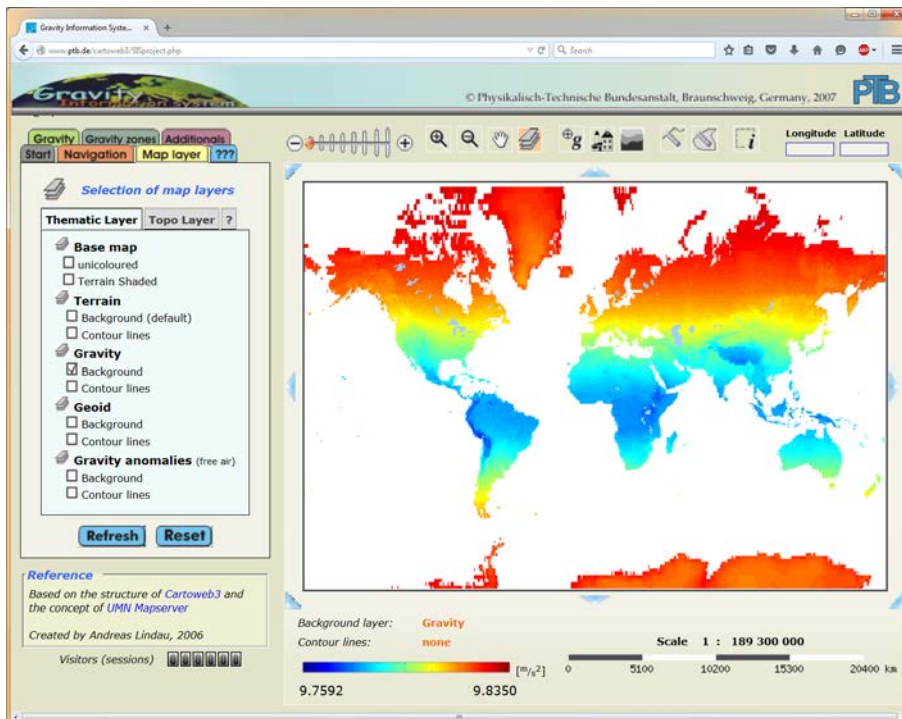 Gravity Information Syste...
www.ptb.de/cartoweb3/SISproject.php
Search
Gravity
Information system
© Physikalisch-Technische Bundesanstalt, Braunschweig, Germany, 2007
PTB
Gravity Gravity zones Additionals
Start Navigation Map layer ???
Longitude Latitude
Selection of map layers
Thematic Layer Topo Layer ?
Base map
unicoloured
Terrain Shaded
Terrain
Background (default)
Contour lines
Gravity
Background
Contour lines
Geoid
Background
Contour lines
Gravity anomalies (free air)
Background
Contour lines
Refresh Reset
Reference
Based on the structure of Cartoweb3 and
the concept of UMN Mapserver
Created by Andreas Lindau, 2006
Visitors (sessions)
Background layer: Gravity
Contour lines: none
[m/s²]
9.7592 9.8350
Scale 1 : 189 300 000
0 5100 10200 15300 20400 km